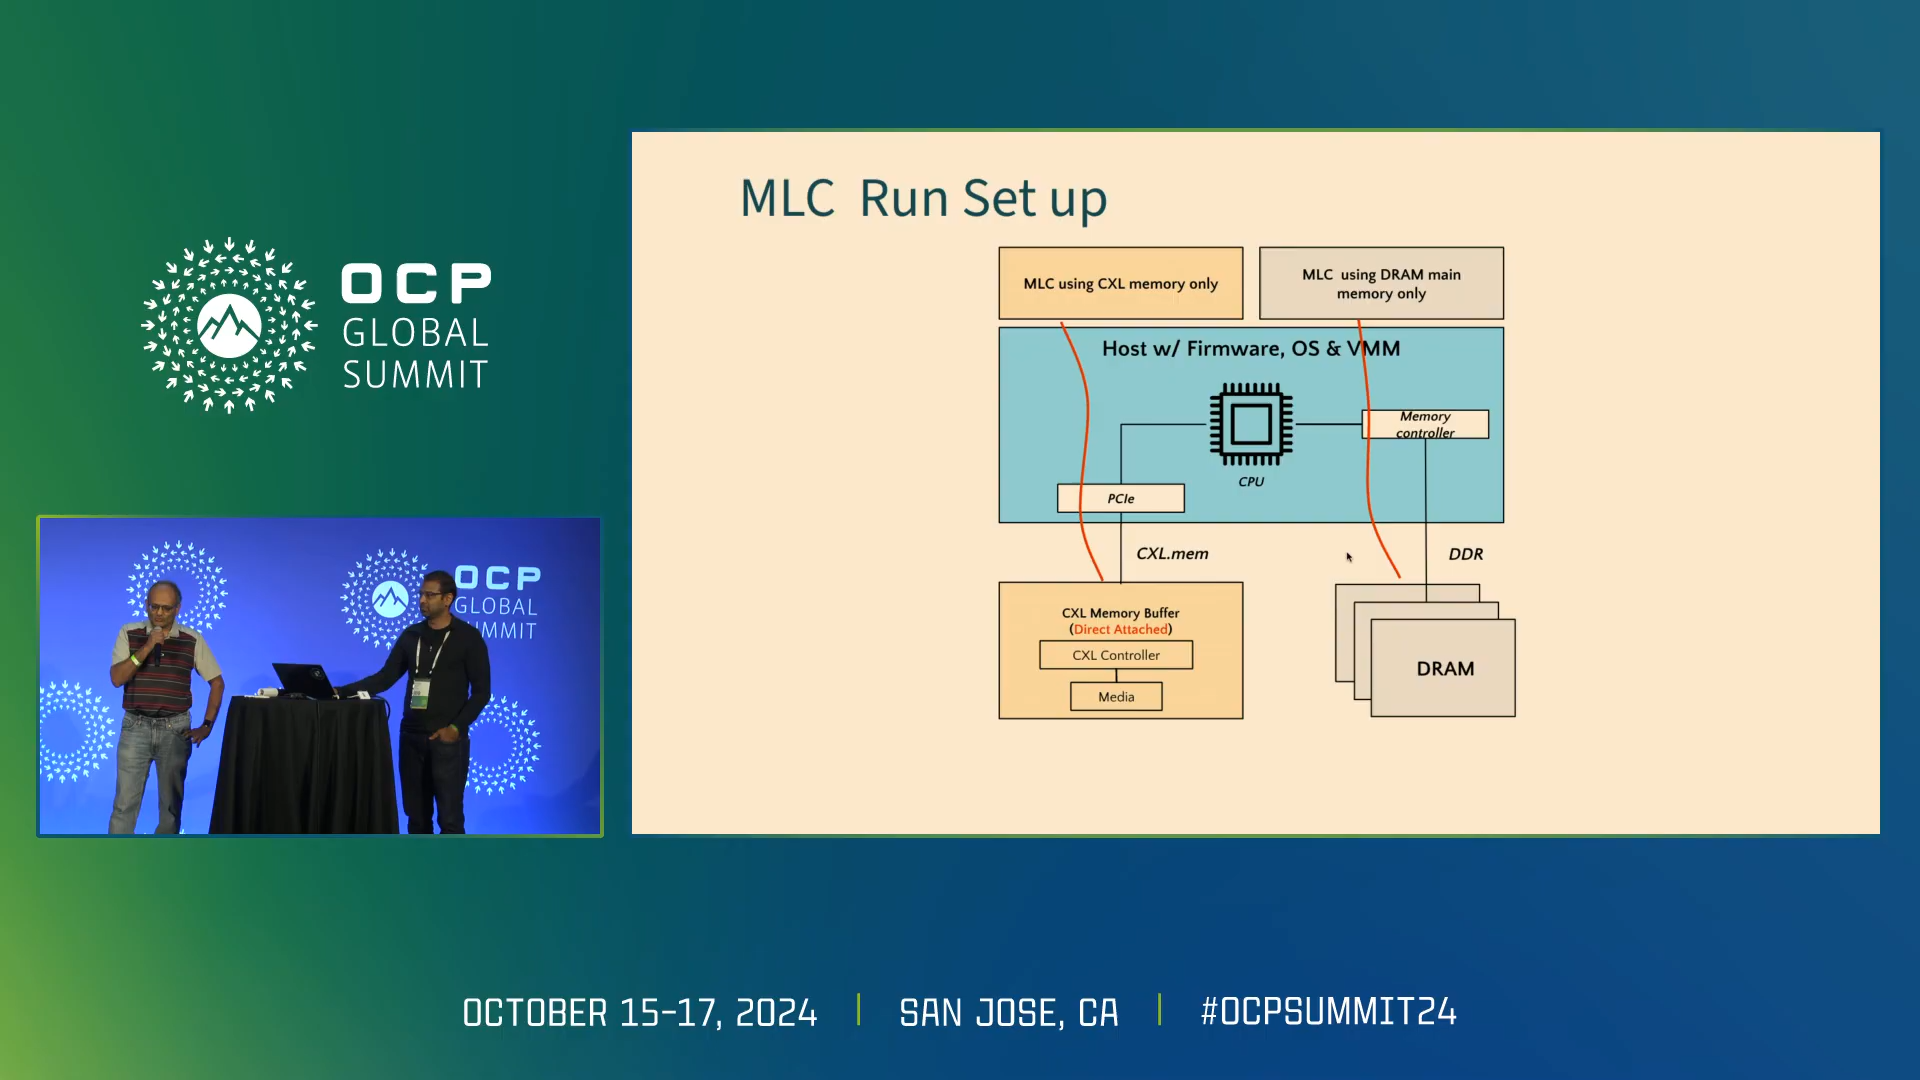 OCP
GLOBAL
SUMMIT
MLC Run Set up
MLC using CXL memory only
MLC using DRAM main
memory only
Host w/ Firmware, OS & VMM
Memory
controller
CPU
PCIe
CXL.mem
DDR
CXL Memory Buffer
(Direct Attached)
CXL Controller
Media
DRAM
OCP
GLOBAL
SUMMIT
OCTOBER 15-17, 2024
SAN JOSE, CA
#OCPSUMMIT24